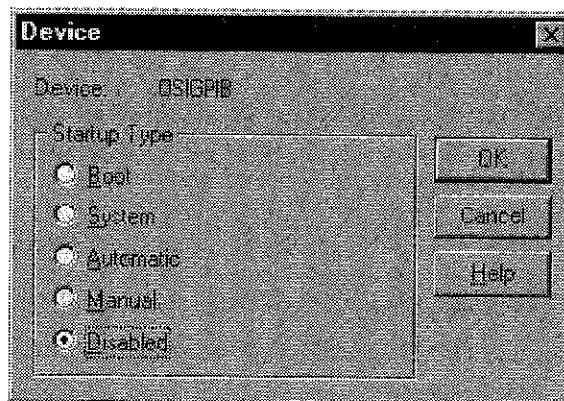 Device
Device: OSIGPIB
Startup Type
Boot
System
Automatic
Manual
Disabled
OK
Cancel
Help